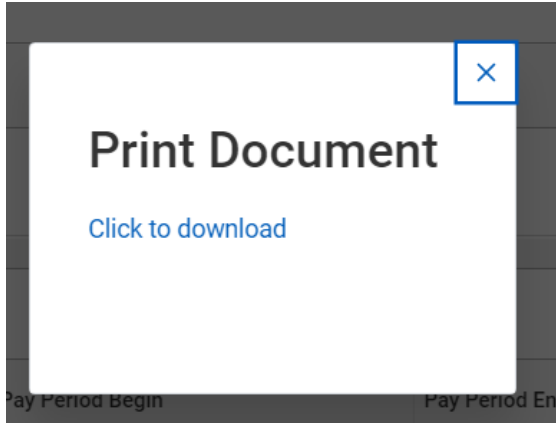 Print Document
Click to download
Pay Period Begin
Pay Period En